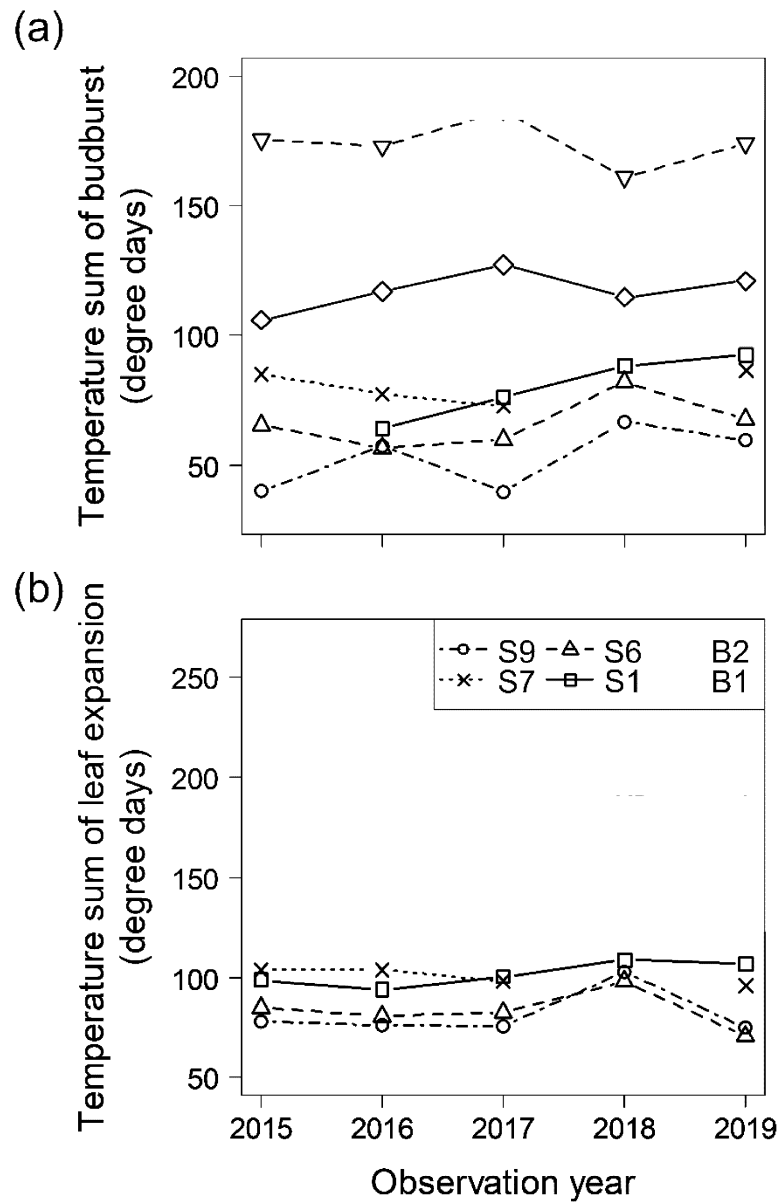 (a)
Temperature sum of budburst
(degree days)
200
150
100
50
(b)
Temperature sum of leaf expansion
(degree days)
250
200
150
100
50
S9 S6 B2
S7 S1 B1
2015 2016 2017 2018 2019
Observation year